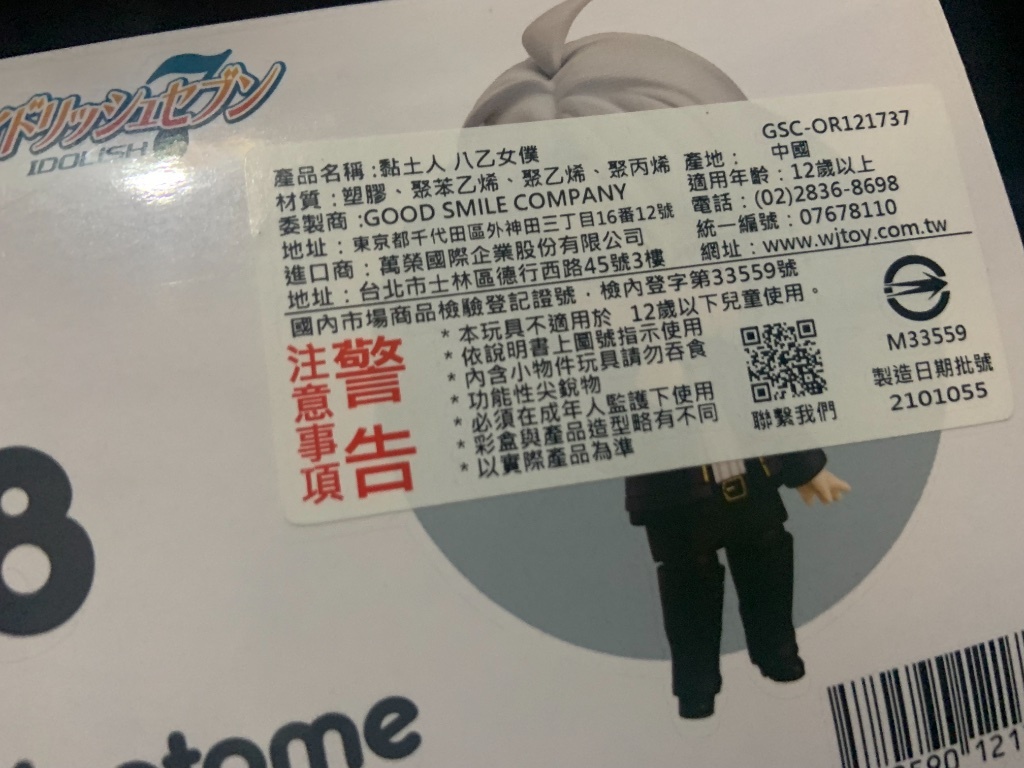 ドリッシュセブン
IDOLiSH
GSC-OR121737
產品名稱:黏土人 八乙女僕
產地: 中國
材質:塑膠、聚苯乙烯、聚乙烯、聚丙烯
適用年齡:12歲以上
委製商:GOOD SMILE COMPANY
電話:(02)2836-8698
地址:東京都千代田區外神田三丁目16番12號
統一編號:07678110
進口商:萬榮國際企業股份有限公司
網址:www.wjtoy.com.tw
地址:台北市士林區德行西路45號3樓
國內市場商品檢驗登記證號.檢內登字第33559號
警告
注意事項
* 本玩具不適用於 12歲以下兒童使用。
* 依說明書上圖號指示使用
* 內含小物件玩具請勿吞食
* 功能性尖銳物
* 必須在成年人監護下使用
* 彩盒與產品造型略有不同
* 以實際產品為準
聯繫我們
M33559
製造日期批號
2101055
8
tome
580 121